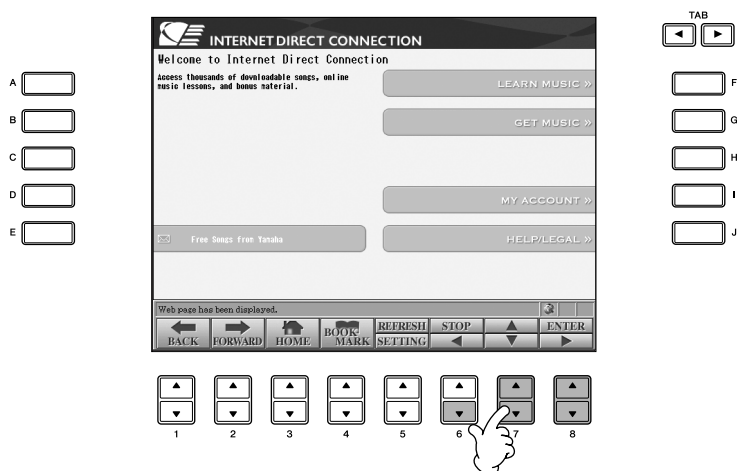 TAB
INTERNET DIRECT CONNECTION
Welcome to Internet Direct Connection
Access thousands of downloadable songs, online
music lessons, and bonus material.
LEARN MUSIC »
GET MUSIC »
MY ACCOUNT »
Free Songs from Yamaha
HELP/LEGAL »
Web page has been displayed.
BACK FORWARD HOME BOOK-
MARK REFRESH
SETTING STOP ENTER
A
B
C
D
E
F
G
H
I
J
1 2 3 4 5 6 7 8